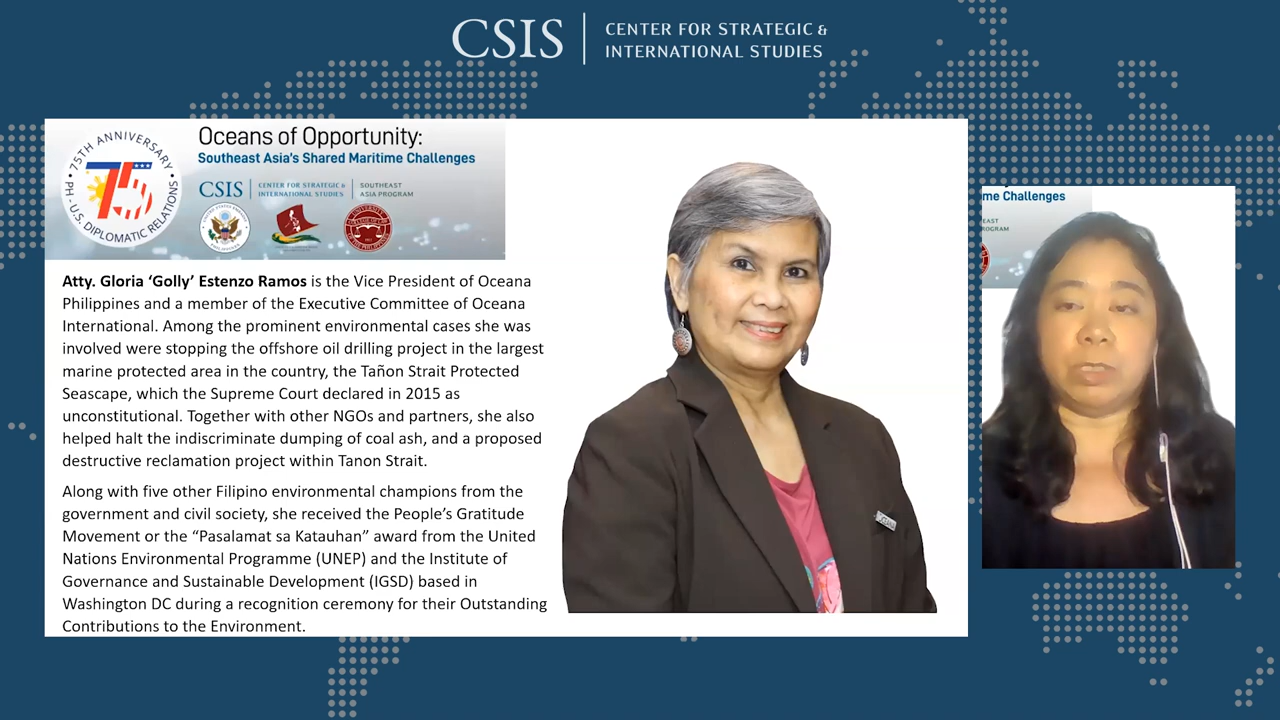 CSIS
CENTER FOR STRATEGIC &
INTERNATIONAL STUDIES
75TH ANNIVERSARY
75
PH - U.S. DIPLOMATIC RELATIONS
Oceans of Opportunity:
Southeast Asia's Shared Maritime Challenges
CSIS
CENTER FOR STRATEGIC &
INTERNATIONAL STUDIES
SOUTHEAST
ASIA PROGRAM
me Challenges
EAST
ROGRAM
Atty. Gloria ‘Golly’ Estenzo Ramos is the Vice President of Oceana
Philippines and a member of the Executive Committee of Oceana
International. Among the prominent environmental cases she was
involved were stopping the offshore oil drilling project in the largest
marine protected area in the country, the Tañon Strait Protected
Seascape, which the Supreme Court declared in 2015 as
unconstitutional. Together with other NGOs and partners, she also
helped halt the indiscriminate dumping of coal ash, and a proposed
destructive reclamation project within Tanon Strait.
Along with five other Filipino environmental champions from the
government and civil society, she received the People’s Gratitude
Movement or the “Pasalamat sa Katauhan” award from the United
Nations Environmental Programme (UNEP) and the Institute of
Governance and Sustainable Development (IGSD) based in
Washington DC during a recognition ceremony for their Outstanding
Contributions to the Environment.